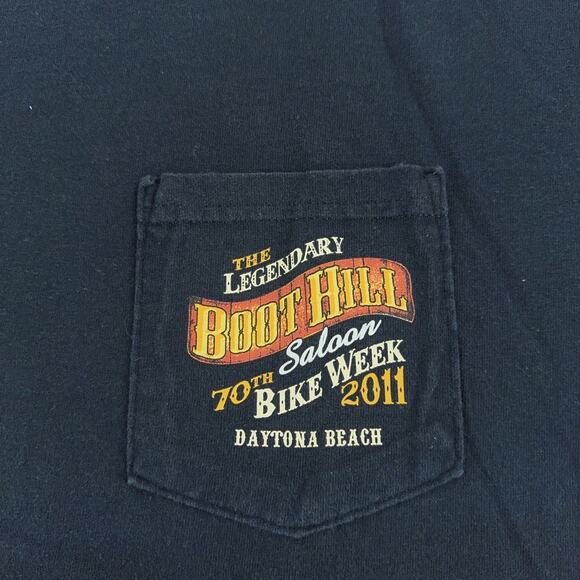 THE
LEGENDARY
BOOT HILL
Saloon
70TH BIKE WEEK 2011
DAYTONA BEACH